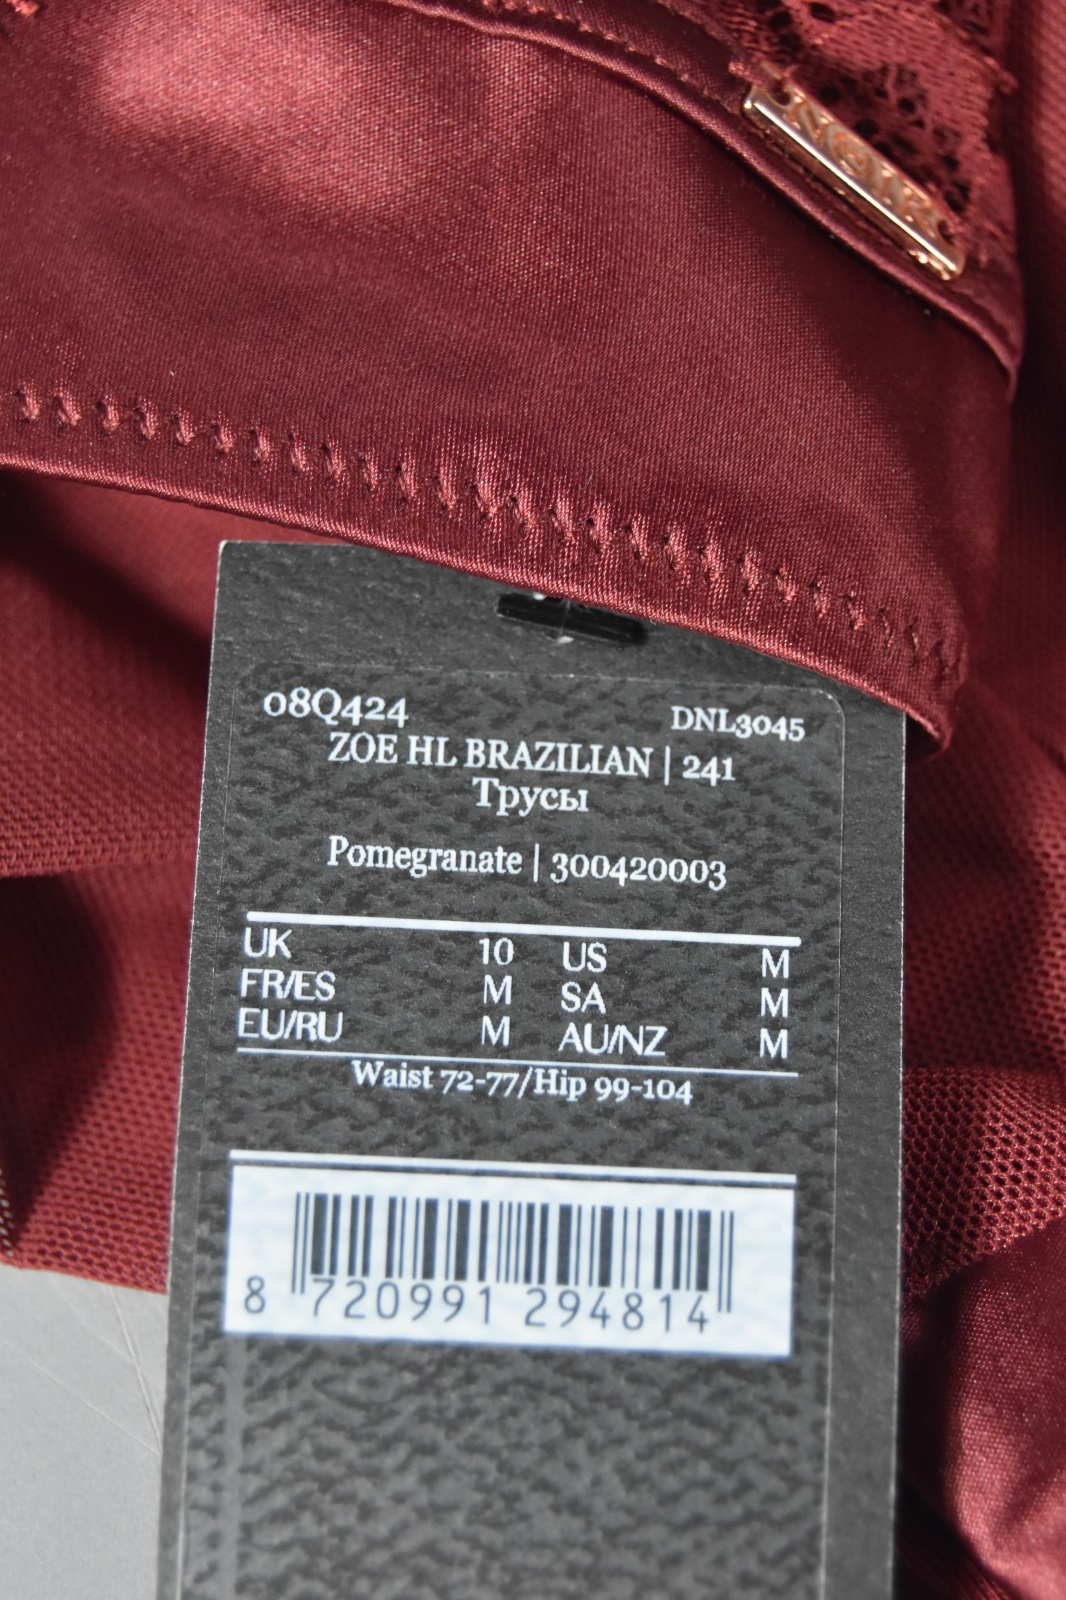 NOIR
08Q424 DNL3045
ZOE HL BRAZILIAN | 241
Трусы
Pomegranate | 300420003
UK 10 US M
FR/ES M SA M
EU/RU M AU/NZ M
Waist 72-77/Hip 99-104
8 720991 294814